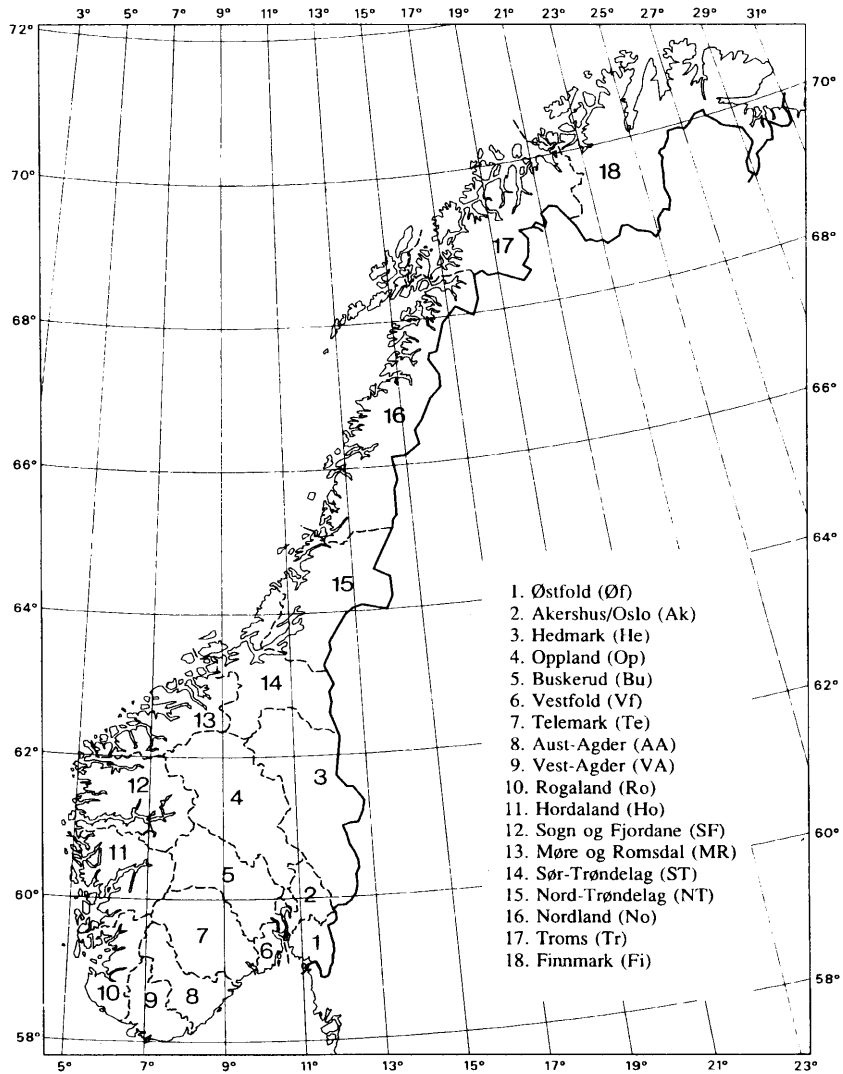 3° 5° 7° 9° 11° 13° 15° 17° 19° 21° 23° 25° 27° 29° 31°
72°
70°
70°
18
17
68°
68°
16
66°
66°
64°
15
1. Østfold (Øf)
2. Akershus/Oslo (Ak)
3. Hedmark (He)
4. Oppland (Op)
5. Buskerud (Bu)
6. Vestfold (Vf)
7. Telemark (Te)
8. Aust-Agder (AA)
9. Vest-Agder (VA)
10. Rogaland (Ro)
11. Hordaland (Ho)
12. Sogn og Fjordane (SF)
13. Møre og Romsdal (MR)
14. Sør-Trøndelag (ST)
15. Nord-Trøndelag (NT)
16. Nordland (No)
17. Troms (Tr)
18. Finnmark (Fi)
64°
14
62°
13
62°
3
12
4
60°
11
5
60°
2
7
1
6
58°
10
9
8
58°
5° 7° 9° 11° 13° 15° 17° 19° 21° 23°